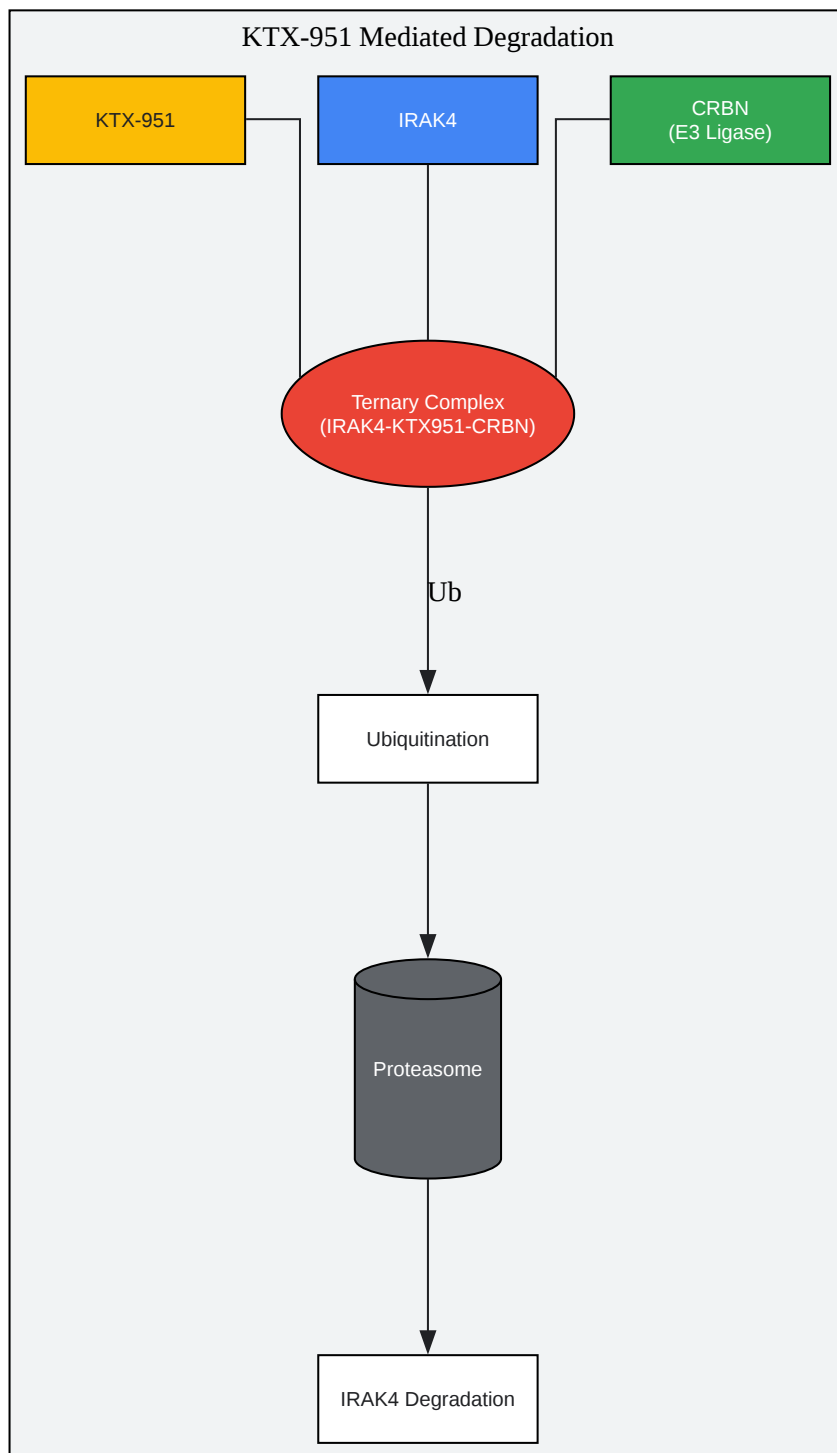 KTX-951 Mediated Degradation
KTX-951
IRAK4
CRBN
(E3 Ligase)
Ternary Complex
(IRAK4-KTX951-CRBN)
Ub
Ubiquitination
Proteasome
IRAK4 Degradation